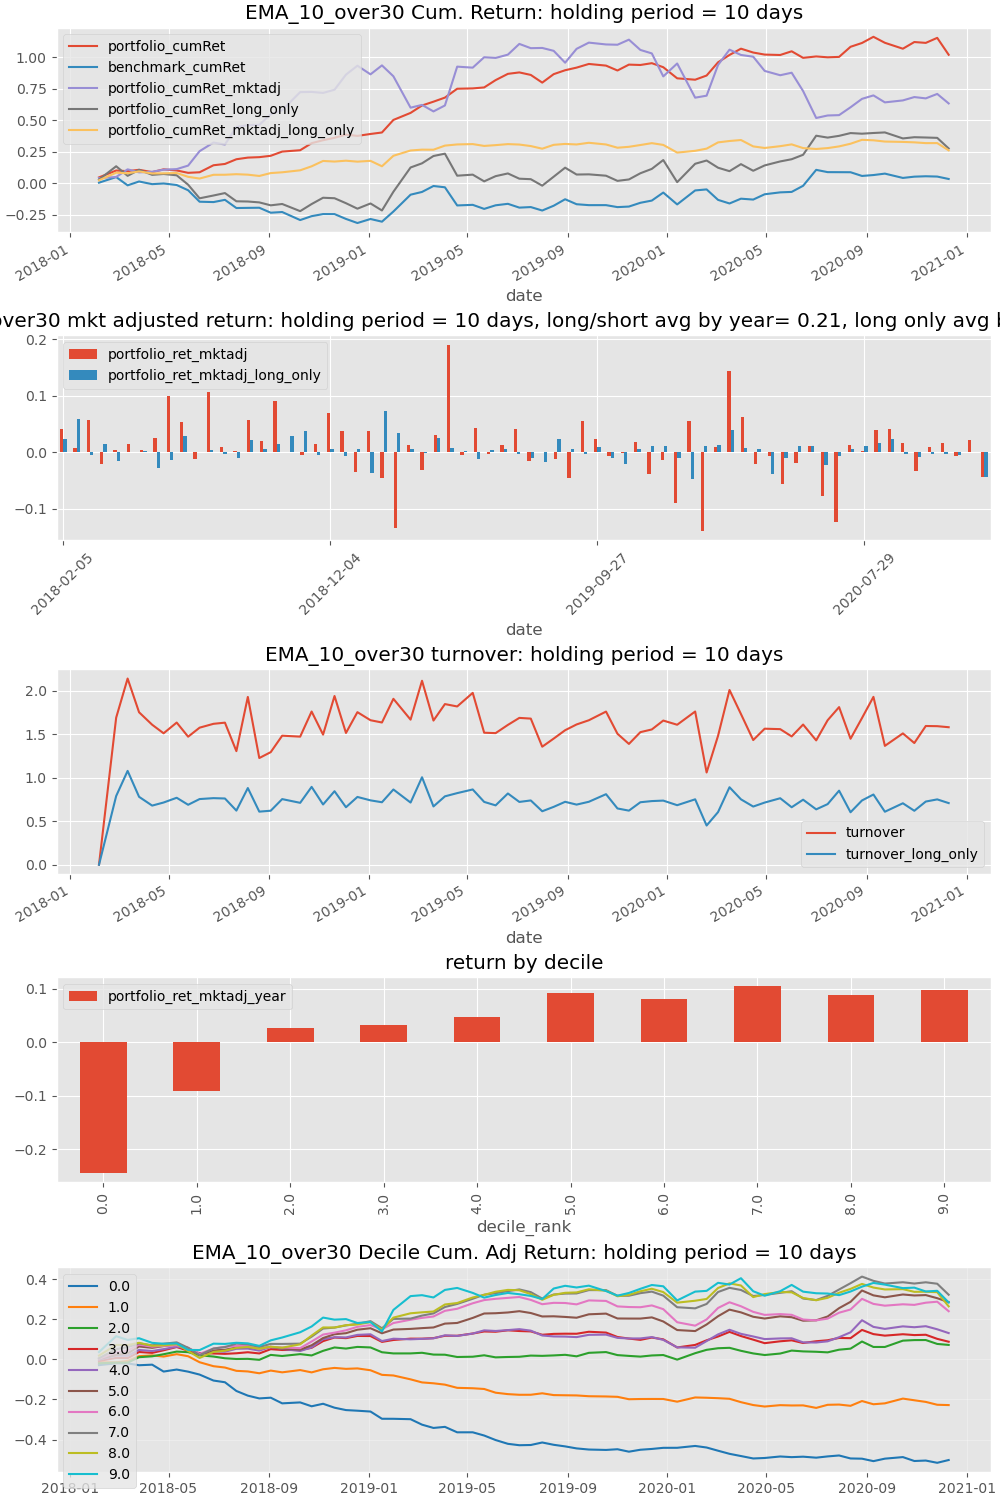 EMA_10_over30 Cum. Return: holding period = 10 days
portfolio_cumRet
benchmark_cumRet
portfolio_cumRet_mktadj
portfolio_cumRet_long_only
portfolio_cumRet_mktadj_long_only
1.00
0.75
0.50
0.25
0.00
−0.25
2018-01 2018-05 2018-09 2019-01 2019-05 2019-09 2020-01 2020-05 2020-09 2021-01
date
over30 mkt adjusted return: holding period = 10 days, long/short avg by year= 0.21, long only avg
portfolio_ret_mktadj
portfolio_ret_mktadj_long_only
0.2
0.1
0.0
−0.1
2018-02-05 2018-12-04 2019-09-27 2020-07-29
date
EMA_10_over30 turnover: holding period = 10 days
2.0
1.5
1.0
0.5
0.0
turnover
turnover_long_only
2018-01 2018-05 2018-09 2019-01 2019-05 2019-09 2020-01 2020-05 2020-09 2021-01
date
return by decile
portfolio_ret_mktadj_year
0.1
0.0
−0.1
−0.2
0.0 1.0 2.0 3.0 4.0 5.0 6.0 7.0 8.0 9.0
decile_rank
EMA_10_over30 Decile Cum. Adj Return: holding period = 10 days
0.4
0.2
0.0
−0.2
−0.4
0.0
1.0
2.0
3.0
4.0
5.0
6.0
7.0
8.0
9.0
2018-01 2018-05 2018-09 2019-01 2019-05 2019-09 2020-01 2020-05 2020-09 2021-01